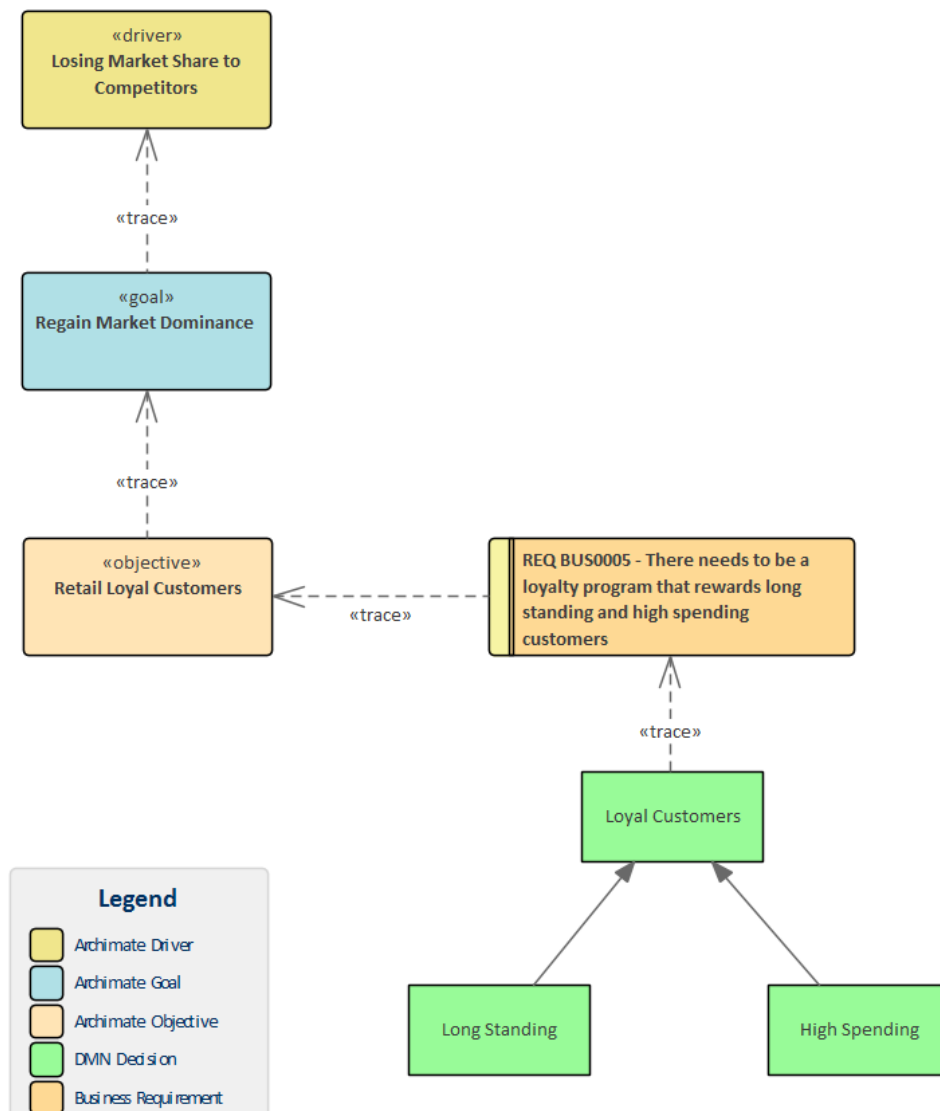 «driver»
Losing Market Share to
Competitors
«trace»
«goal»
Regain Market Dominance
«trace»
«objective»
Retail Loyal Customers
«trace»
REQ BUS0005 - There needs to be a
loyalty program that rewards long
standing and high spending
customers
«trace»
Loyal Customers
Long Standing
High Spending
Legend
Archimate Driver
Archimate Goal
Archimate Objective
DMN Decision
Business Requirement